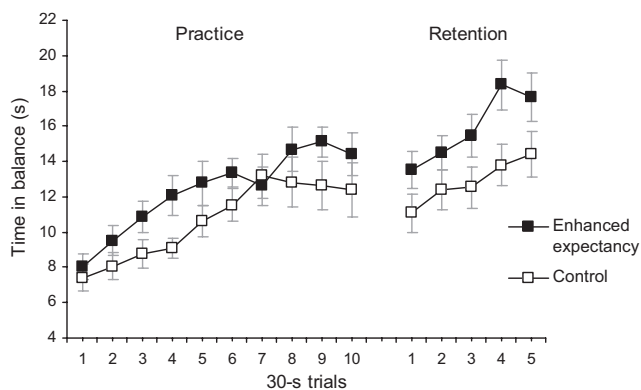 Practice Retention
22
20
18
16
14
12
10
8
6
4
Time in balance (s)
Enhanced
expectancy
Control
1 2 3 4 5 6 7 8 9 10 1 2 3 4 5
30-s trials